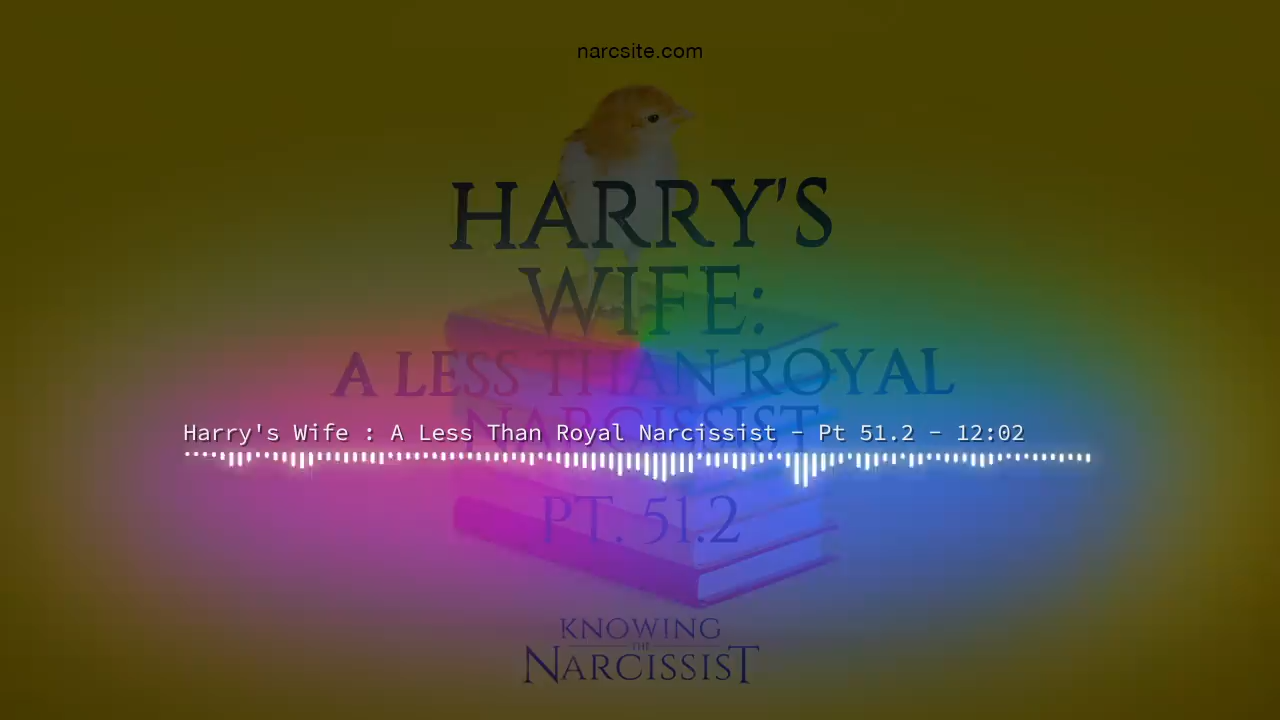 narcsite.com
HARRY'S
WIFE:
A LESS THAN ROYAL
NARCISSIST
Harry's Wife : A Less Than Royal Narcissist - Pt 51.2 - 12:02
PT. 51.2
KNOWING
THE
NARCISSIST